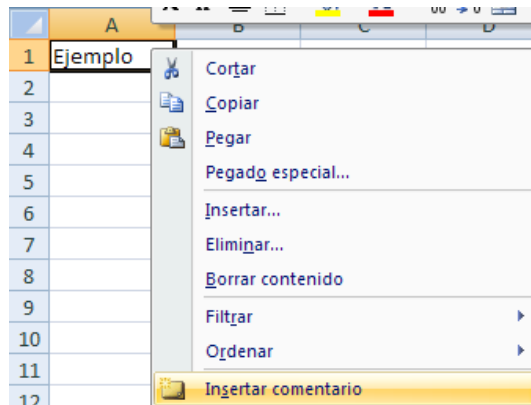 A B C D
1 Ejemplo
2
3
4
5
6
7
8
9
10
11
12
Cortar
Copiar
Pegar
Pegado especial...
Insertar...
Eliminar...
Borrar contenido
Filtrar
Ordenar
Insertar comentario